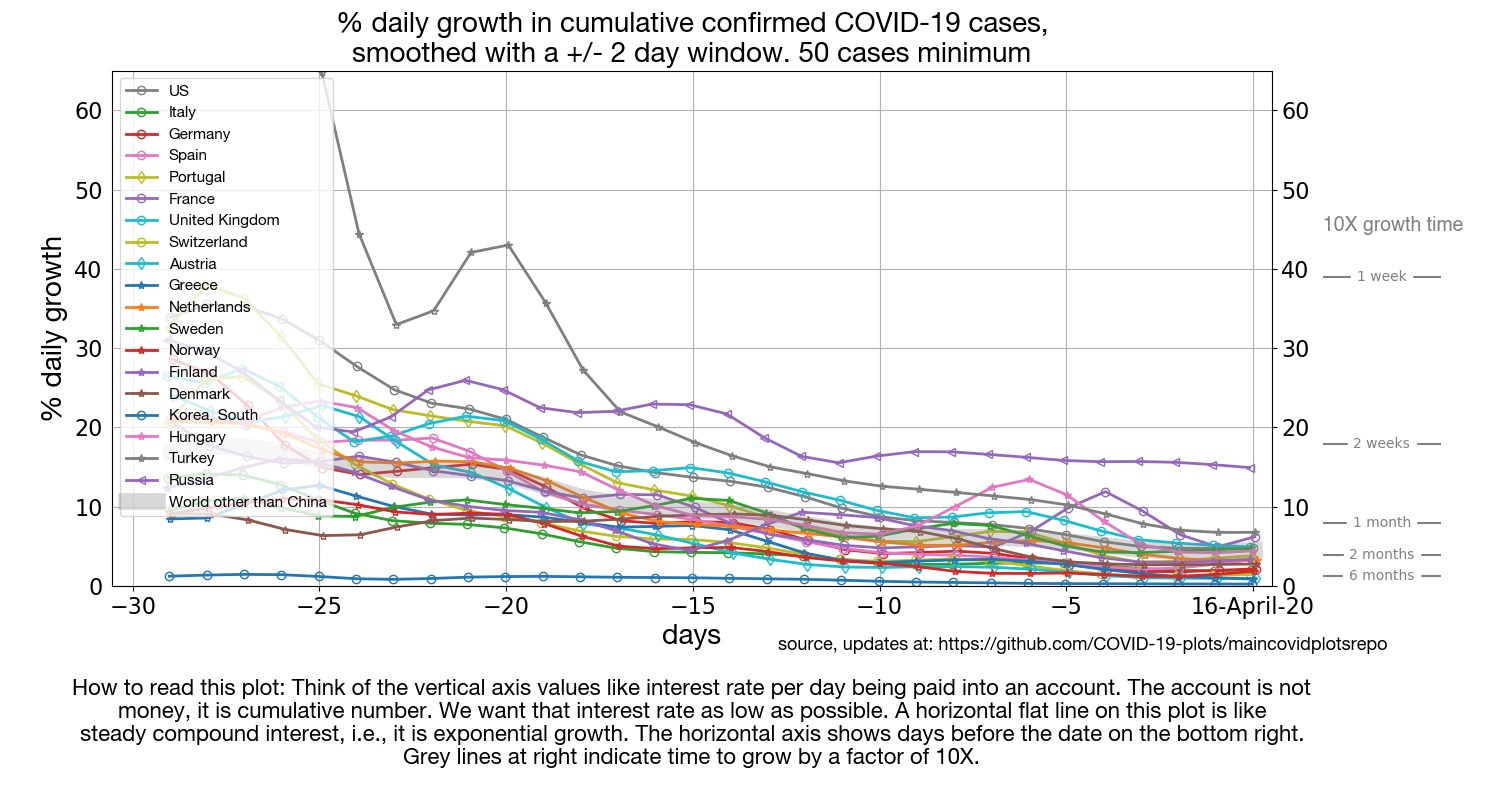 % daily growth in cumulative confirmed COVID-19 cases,
smoothed with a +/- 2 day window. 50 cases minimum
% daily growth
60
50
40
30
20
10
0
US
Italy
Germany
Spain
Portugal
France
United Kingdom
Switzerland
Austria
Greece
Netherlands
Sweden
Norway
Finland
Denmark
Korea, South
Hungary
Turkey
Russia
World other than China
60
50
40
30
20
10
0
10X growth time
1 week
2 weeks
1 month
2 months
6 months
−30
−25
−20
−15
−10
−5
16-April-20
days
source, updates at: https://github.com/COVID-19-plots/maincovidplotsrepo
How to read this plot: Think of the vertical axis values like interest rate per day being paid into an account. The account is not
money, it is cumulative number. We want that interest rate as low as possible. A horizontal flat line on this plot is like
steady compound interest, i.e., it is exponential growth. The horizontal axis shows days before the date on the bottom right.
Grey lines at right indicate time to grow by a factor of 10X.